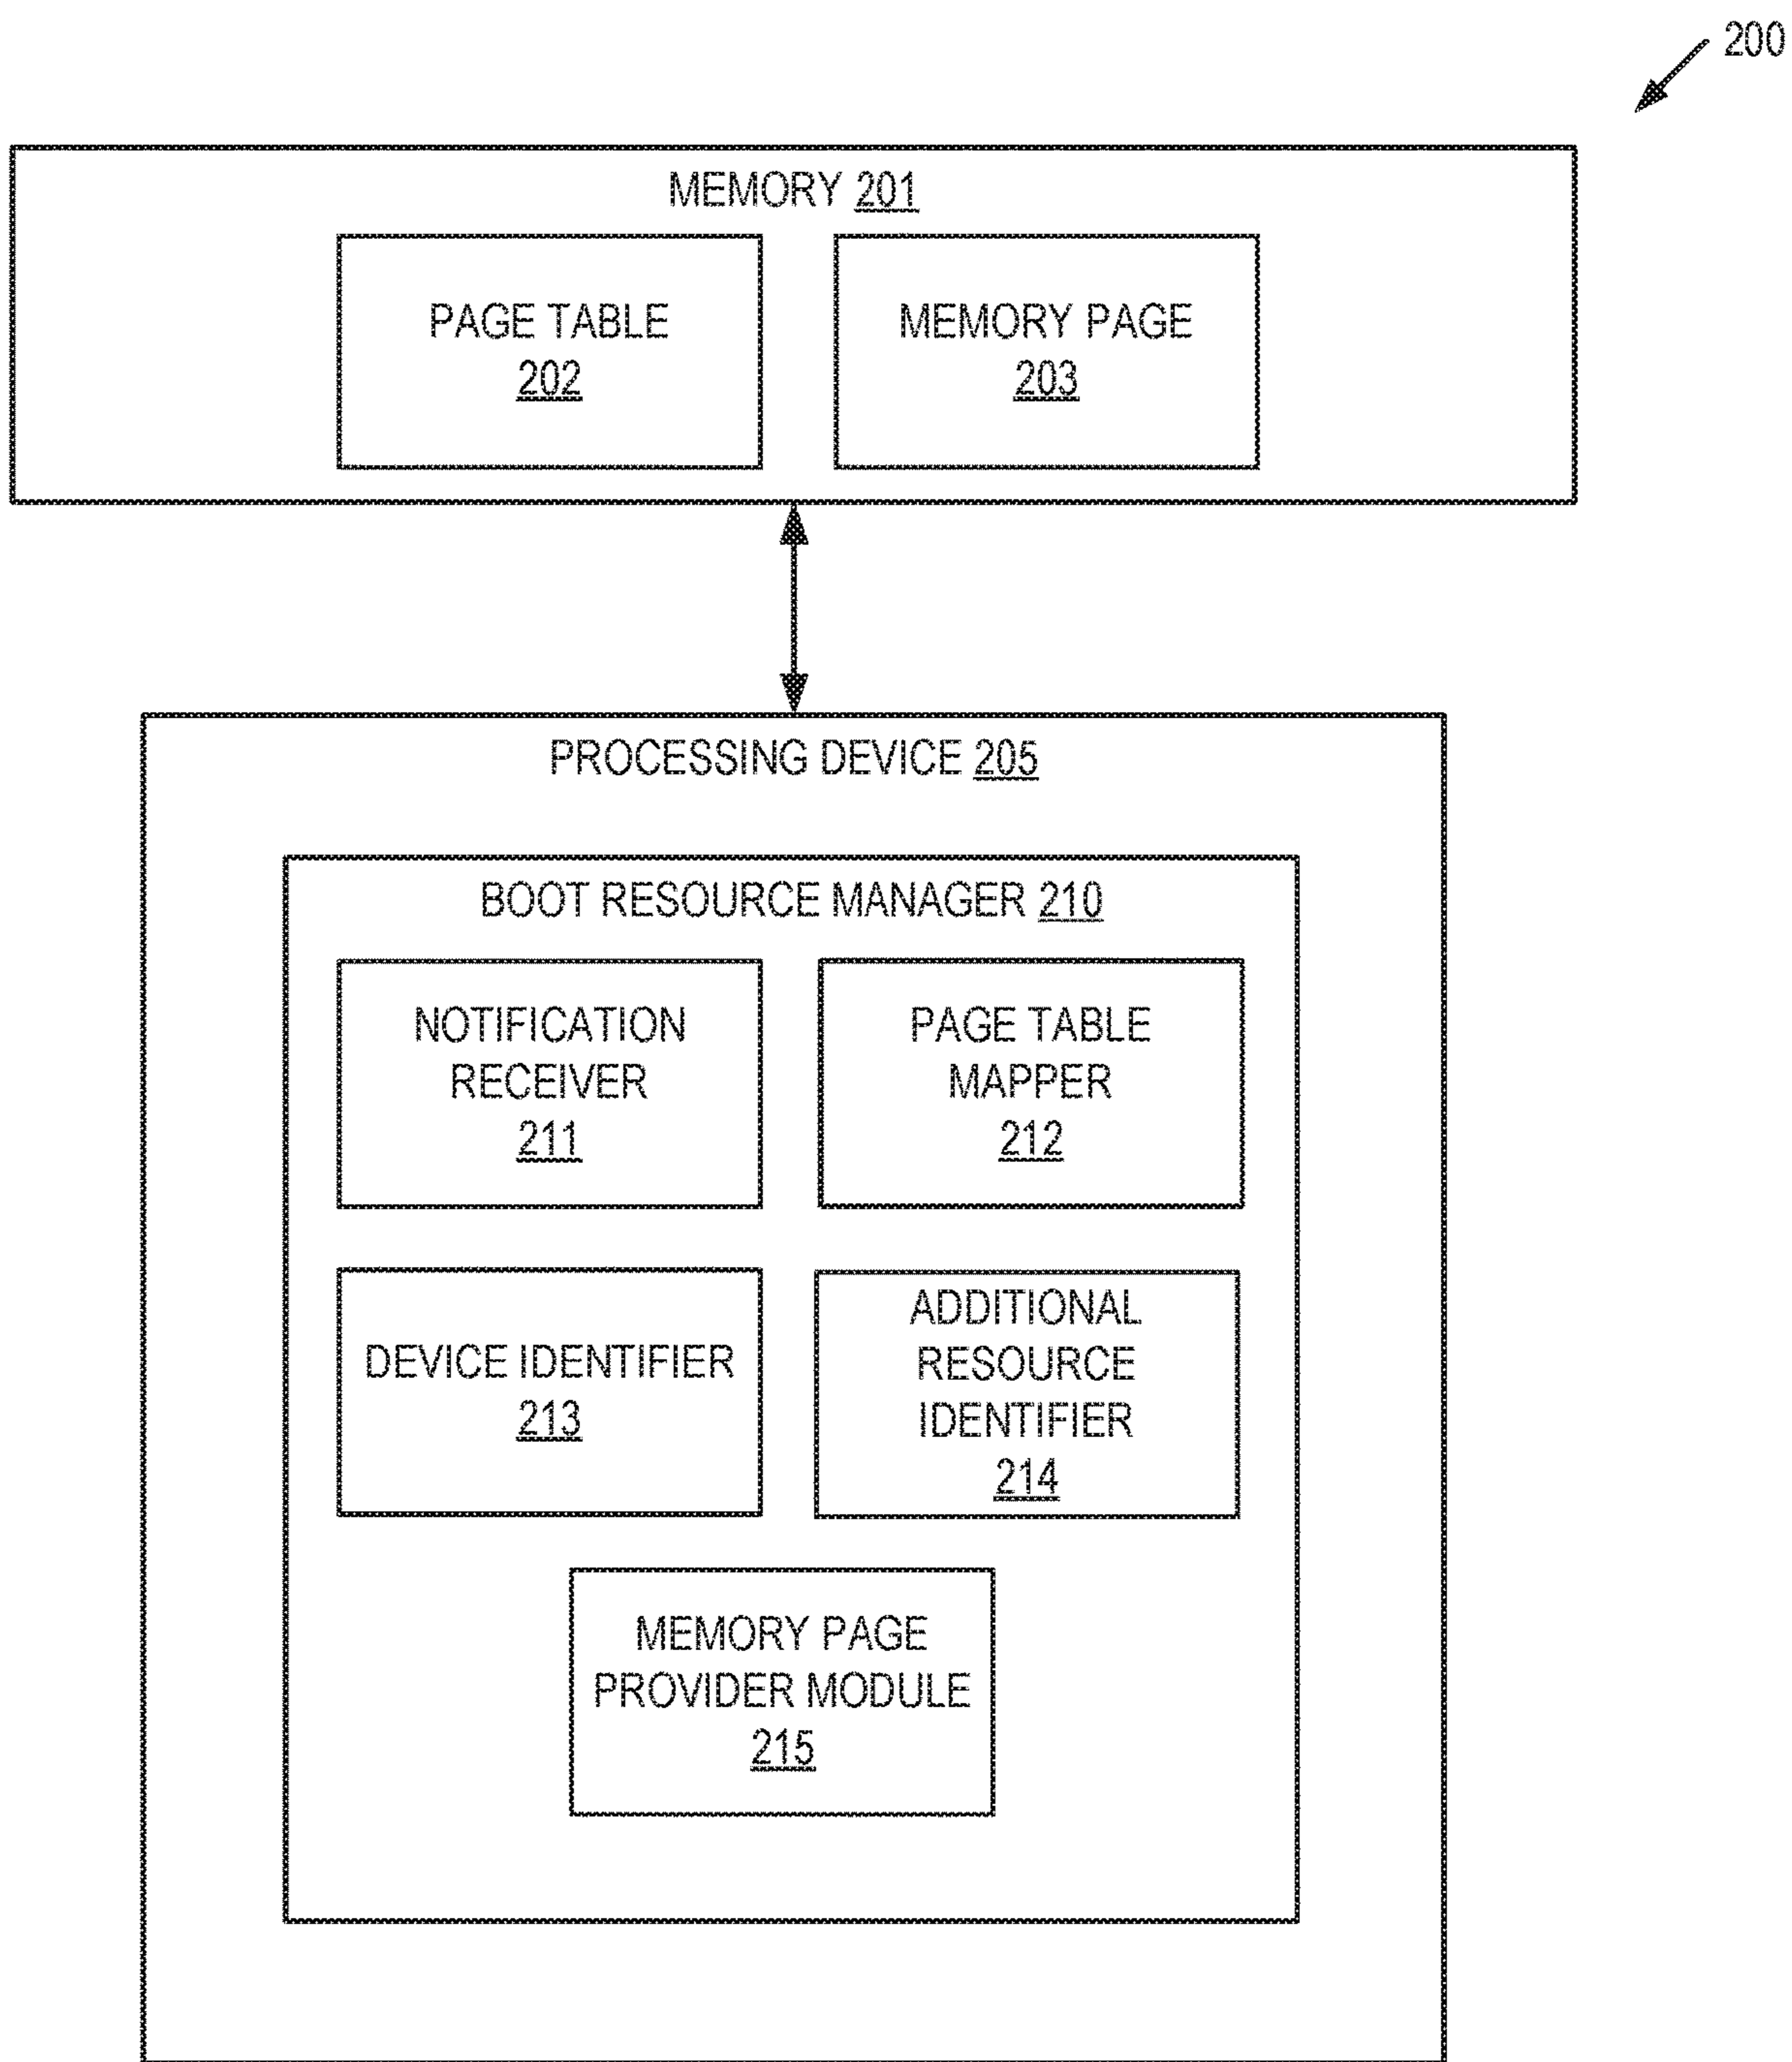 200
MEMORY 201
PAGE TABLE
202
MEMORY PAGE
203
PROCESSING DEVICE 205
BOOT RESOURCE MANAGER 210
NOTIFICATION
RECEIVER
211
PAGE TABLE
MAPPER
212
DEVICE IDENTIFIER
213
ADDITIONAL
RESOURCE
IDENTIFIER
214
MEMORY PAGE
PROVIDER MODULE
215